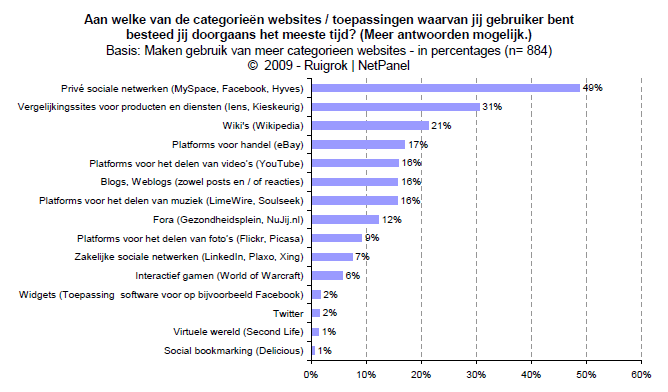 Aan welke van de categorieën websites / toepassingen waarvan jij gebruiker bent
besteed jij doorgaans het meeste tijd? (Meer antwoorden mogelijk.)
Basis: Maken gebruik van meer categorieen websites - in percentages (n= 884)
© 2009 - Ruigrok | NetPanel
Privé sociale netwerken (MySpace, Facebook, Hyves) 49%
Vergelijkingssites voor producten en diensten (Iens, Kieskeurig) 31%
Wiki's (Wikipedia) 21%
Platforms voor handel (eBay) 17%
Platforms voor het delen van video's (YouTube) 16%
Blogs, Weblogs (zowel posts en / of reacties) 16%
Platforms voor het delen van muziek (LimeWire, Soulseek) 16%
Fora (Gezondheidsplein, NuJij.nl) 12%
Platforms voor het delen van foto's (Flickr, Picasa) 9%
Zakelijke sociale netwerken (LinkedIn, Plaxo, Xing) 7%
Interactief gamen (World of Warcraft) 6%
Widgets (Toepassing software voor op bijvoorbeeld Facebook) 2%
Twitter 2%
Virtuele wereld (Second Life) 1%
Social bookmarking (Delicious) 1%
0% 10% 20% 30% 40% 50% 60%